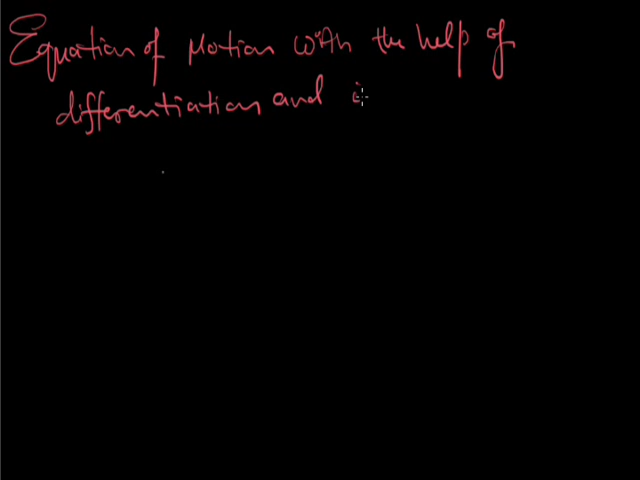 Equation of Motion with the help of
differentiation and i